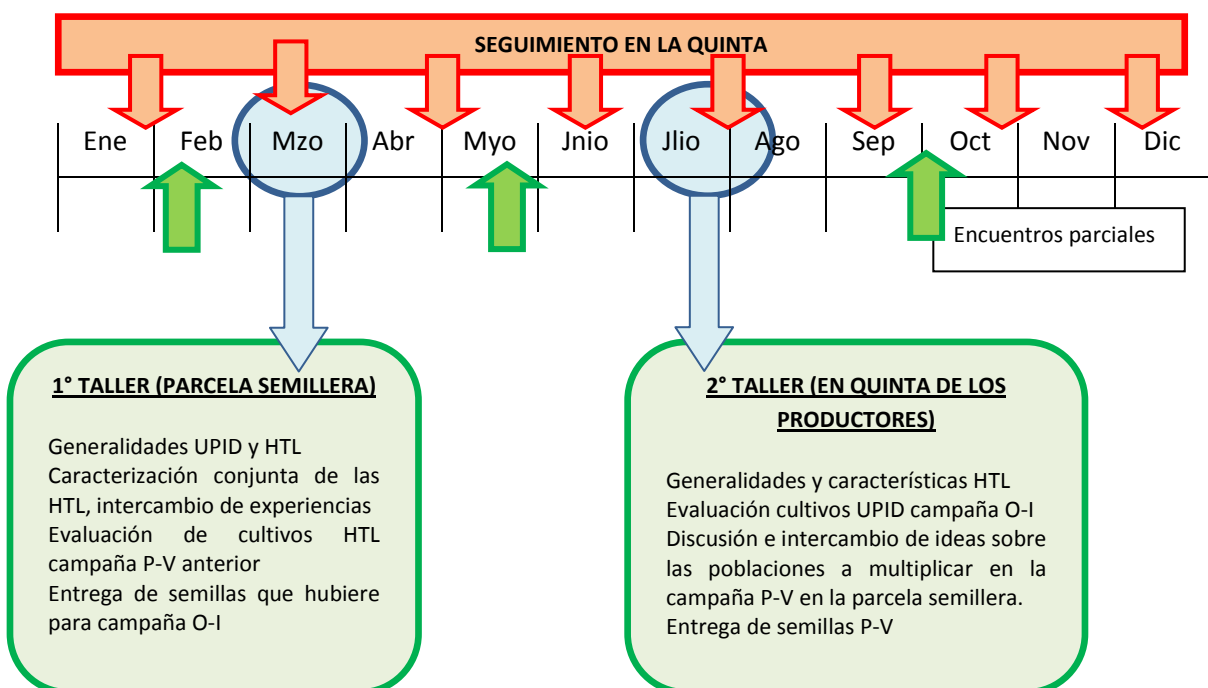 SEGUIMIENTO EN LA QUINTA
Ene Feb Mzo Abr Myo Jnio Jlio Ago Sep Oct Nov Dic
Encuentros parciales
1° TALLER (PARCELA SEMILLERA)
Generalidades UPID y HTL
Caracterización conjunta de las
HTL, intercambio de experiencias
Evaluación de cultivos HTL
campaña P-V anterior
Entrega de semillas que hubiere
para campaña O-I
2° TALLER (EN QUINTA DE LOS
PRODUCTORES)
Generalidades y características HTL
Evaluación cultivos UPID campaña O-I
Discusión e intercambio de ideas sobre
las poblaciones a multiplicar en la
campaña P-V en la parcela semillera.
Entrega de semillas P-V